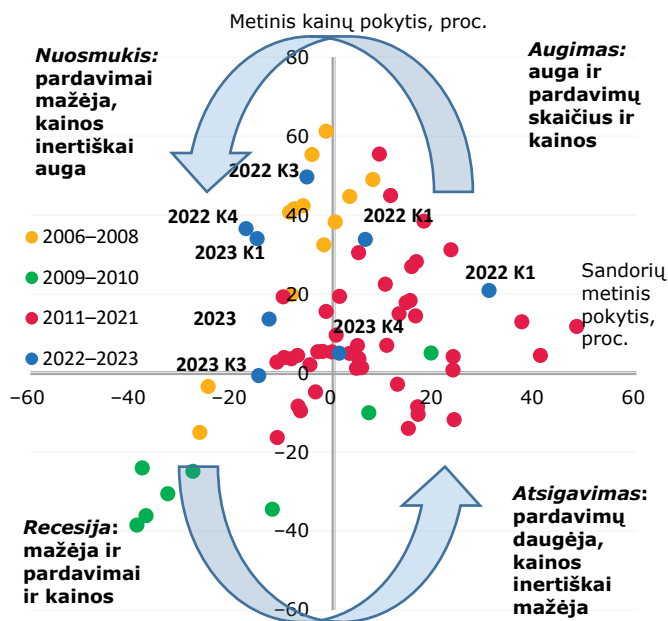 Metinis kainų pokytis, proc.
Nuosmukis:
pardavimai
mažėja,
kainos
inertiškai
auga
Augimas:
auga ir
pardavimų
skaičius ir
kainos
80
60
40
20
0
−20
−40
−60
−60
−40
−20
0
20
40
60
2022 K3
2022 K4
2023 K1
2022 K1
2022 K1
2023
2023 K4
2023 K3
2006–2008
2009–2010
2011–2021
2022–2023
Sandorių
metinis
pokytis,
proc.
Recesija:
mažėja ir
pardavimai
ir kainos
Atsigavimas:
pardavimų
daugėja,
kainos
inertiškai
mažėja